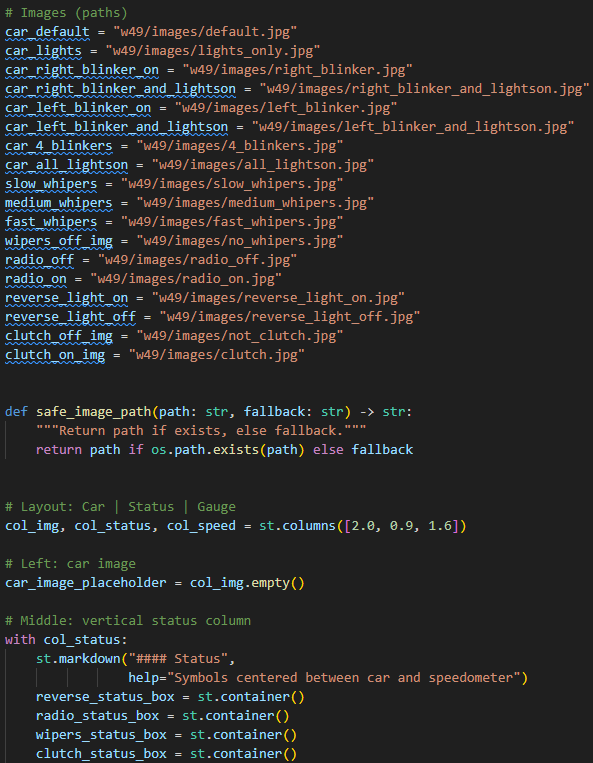 # Images (paths)
car_default = "w49/images/default.jpg"
car_lights = "w49/images/lights_only.jpg"
car_right_blinker_on = "w49/images/right_blinker.jpg"
car_right_blinker_and_lightson = "w49/images/right_blinker_and_lightson.jpg"
car_left_blinker_on = "w49/images/left_blinker.jpg"
car_left_blinker_and_lightson = "w49/images/left_blinker_and_lightson.jpg"
car_4_blinkers = "w49/images/4_blinkers.jpg"
car_all_lightson = "w49/images/all_lightson.jpg"
slow_whipers = "w49/images/slow_whipers.jpg"
medium_whipers = "w49/images/medium_whipers.jpg"
fast_whipers = "w49/images/fast_whipers.jpg"
wipers_off_img = "w49/images/no_whipers.jpg"
radio_off = "w49/images/radio_off.jpg"
radio_on = "w49/images/radio_on.jpg"
reverse_light_on = "w49/images/reverse_light_on.jpg"
reverse_light_off = "w49/images/reverse_light_off.jpg"
clutch_off_img = "w49/images/not_clutch.jpg"
clutch_on_img = "w49/images/clutch.jpg"
def safe_image_path(path: str, fallback: str) -> str:
    """Return path if exists, else fallback."""
    return path if os.path.exists(path) else fallback
# Layout: Car | Status | Gauge
col_img, col_status, col_speed = st.columns([2.0, 0.9, 1.6])
# Left: car image
car_image_placeholder = col_img.empty()
# Middle: vertical status column
with col_status:
    st.markdown("#### Status",
                help="Symbols centered between car and speedometer")
    reverse_status_box = st.container()
    radio_status_box = st.container()
    wipers_status_box = st.container()
    clutch_status_box = st.container()